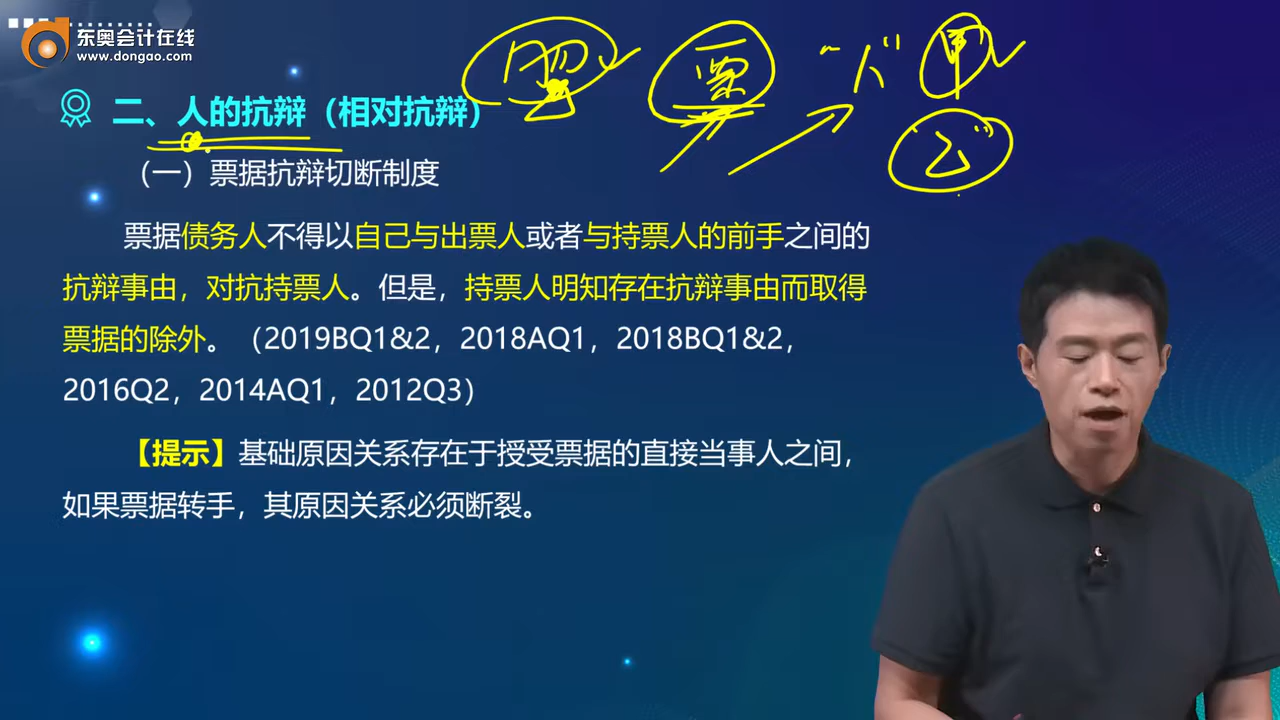 东奥会计在线
www.dongao.com
票 “人” 甲
“乙”
二、人的抗辩（相对抗辩）
（一）票据抗辩切断制度
票据债务人不得以自己与出票人或者与持票人的前手之间的
抗辩事由，对抗持票人。但是，持票人明知存在抗辩事由而取得
票据的除外。（2019BQ1&2，2018AQ1，2018BQ1&2，
2016Q2，2014AQ1，2012Q3）
【提示】基础原因关系存在于授受票据的直接当事人之间，
如果票据转手，其原因关系必须断裂。